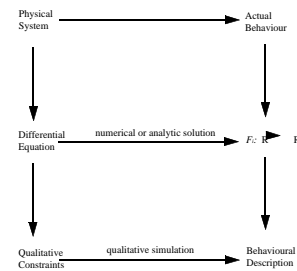 Physical
System
Actual
Behaviour
Differential
Equation
numerical or analytic solution
F: R R
Qualitative
Constraints
qualitative simulation
Behavioural
Description